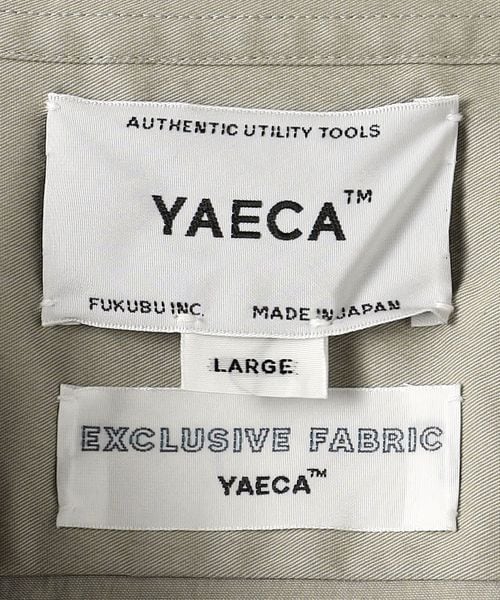 AUTHENTIC UTILITY TOOLS
YAECA™
FUKUBU INC. MADE IN JAPAN
LARGE
EXCLUSIVE FABRIC
YAECA™